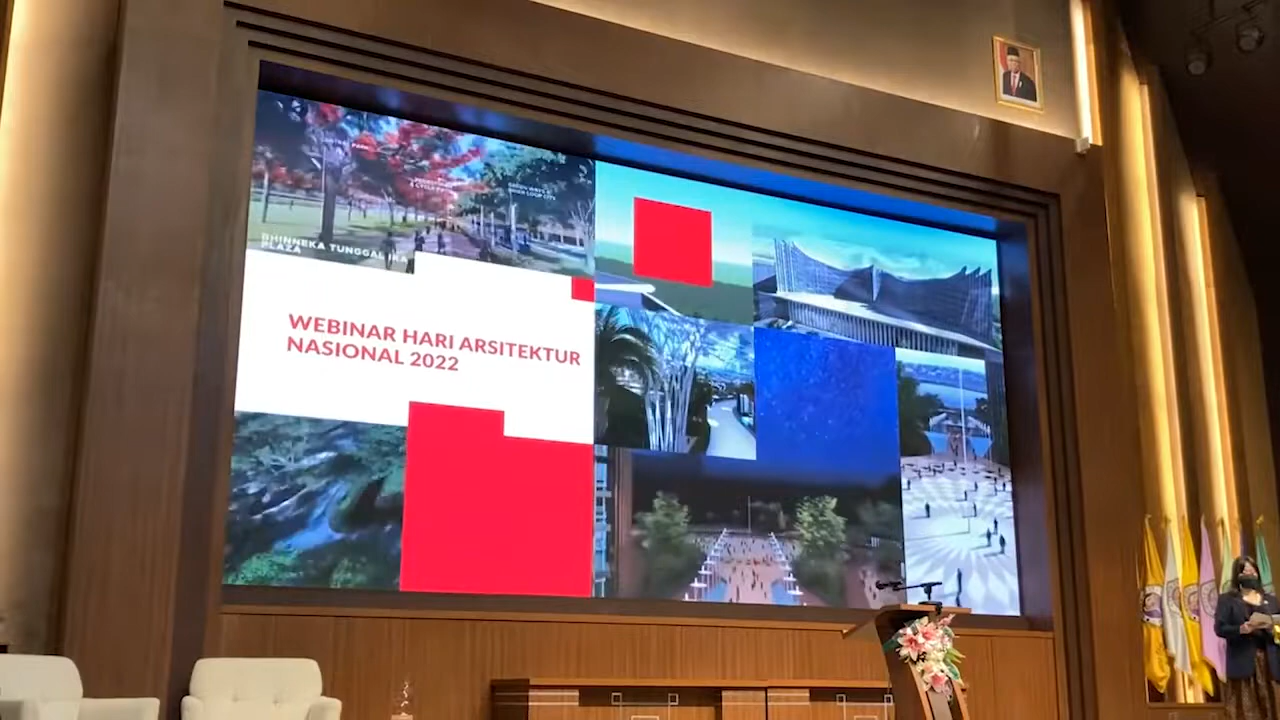 BHINNEKA TUNGGAL IKA
PLAZA
WEBINAR HARI ARSITEKTUR
NASIONAL 2022